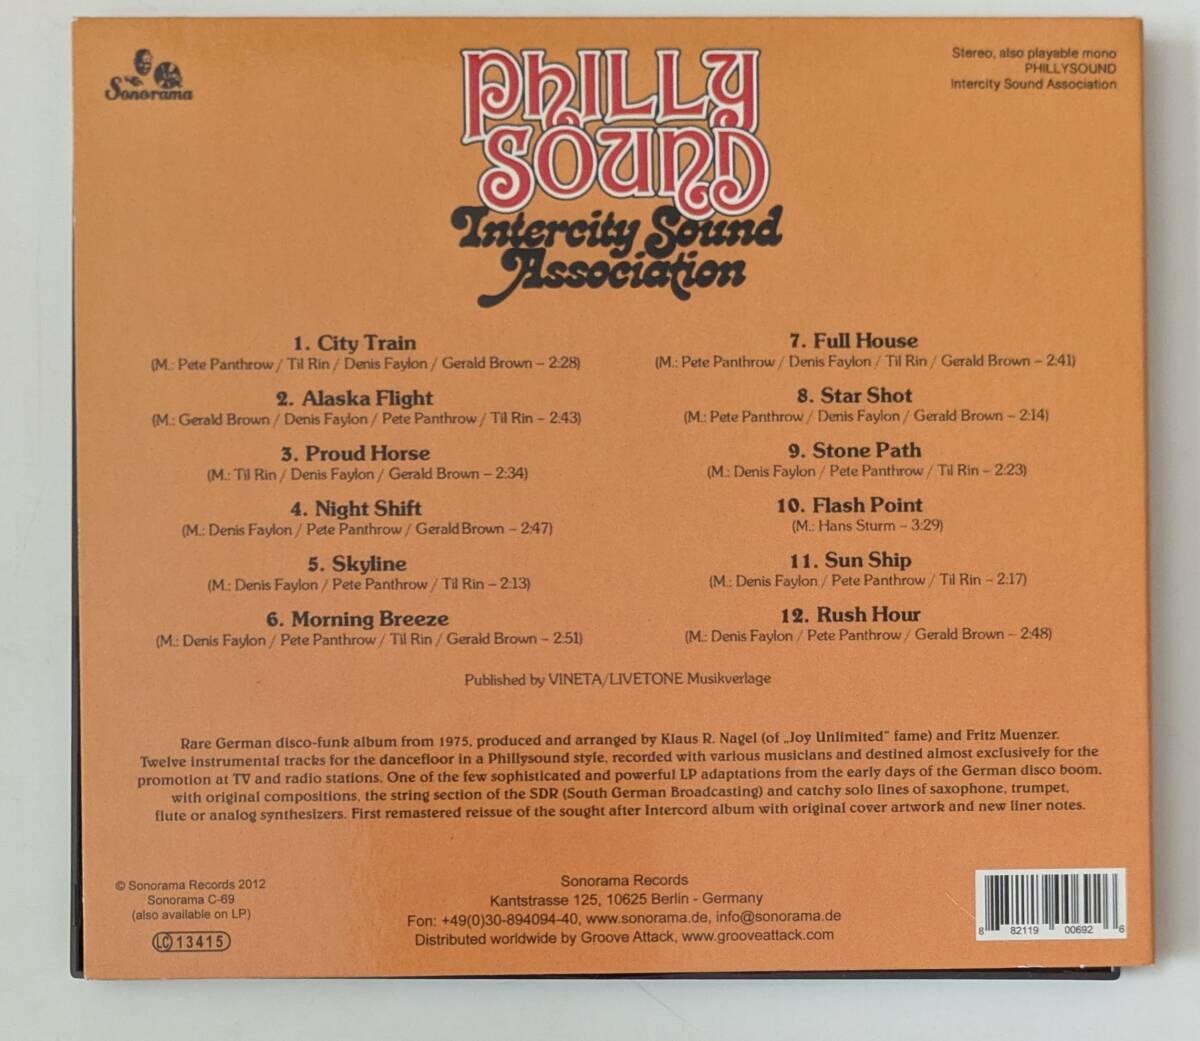 Sonorama
PHILLY
SOUND
Intercity Sound
Association
Stereo, also playable mono
PHILLYSOUND
Intercity Sound Association
1. City Train
(M.: Pete Panthrow / Til Rin / Denis Faylon / Gerald Brown – 2:28)
2. Alaska Flight
(M.: Gerald Brown / Denis Faylon / Pete Panthrow / Til Rin – 2:43)
3. Proud Horse
(M.: Til Rin / Denis Faylon / Gerald Brown – 2:34)
4. Night Shift
(M.: Denis Faylon / Pete Panthrow / Gerald Brown – 2:47)
5. Skyline
(M.: Denis Faylon / Pete Panthrow / Til Rin – 2:13)
6. Morning Breeze
(M.: Denis Faylon / Pete Panthrow / Til Rin / Gerald Brown – 2:51)
7. Full House
(M.: Pete Panthrow / Denis Faylon / Til Rin / Gerald Brown – 2:41)
8. Star Shot
(M.: Pete Panthrow / Denis Faylon / Gerald Brown – 2:14)
9. Stone Path
(M.: Denis Faylon / Pete Panthrow / Til Rin – 2:23)
10. Flash Point
(M.: Hans Sturm – 3:29)
11. Sun Ship
(M.: Denis Faylon / Pete Panthrow / Til Rin – 2:17)
12. Rush Hour
(M.: Denis Faylon / Pete Panthrow / Gerald Brown – 2:48)
Published by VINETA/LIVETONE Musikverlage
Rare German disco-funk album from 1975, produced and arranged by Klaus R. Nagel (of „Joy Unlimited“ fame) and Fritz Muenzer.
Twelve instrumental tracks for the dancefloor in a Phillysound style, recorded with various musicians and destined almost exclusively for the
promotion at TV and radio stations. One of the few sophisticated and powerful LP adaptations from the early days of the German disco boom.
with original compositions, the string section of the SDR (South German Broadcasting) and catchy solo lines of saxophone, trumpet,
flute or analog synthesizers. First remastered reissue of the sought after Intercord album with original cover artwork and new liner notes.
© Sonorama Records 2012
Sonorama C-69
(also available on LP)
LC 13415
Sonorama Records
Kantstrasse 125, 10625 Berlin - Germany
Fon: +49(0)30-894094-40, www.sonorama.de, info@sonorama.de
Distributed worldwide by Groove Attack, www.grooveattack.com
8 82119 00692 6